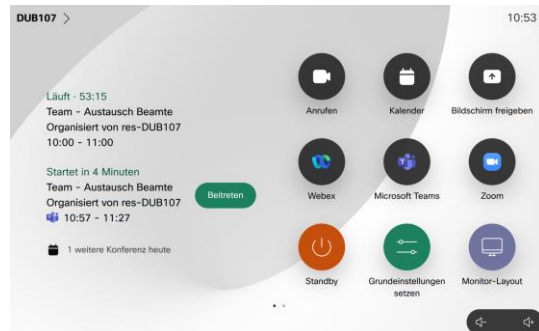 DUB107 >
10:53
Läuft · 53:15
Team - Austausch Beamte
Organisiert von res-DUB107
10:00 - 11:00
Startet in 4 Minuten
Team - Austausch Beamte
Organisiert von res-DUB107
10:57 - 11:27
Beitreten
1 weitere Konferenz heute
Anrufen
Kalender
Bildschirm freigeben
Webex
Microsoft Teams
Zoom
Standby
Grundeinstellungen
setzen
Monitor-Layout